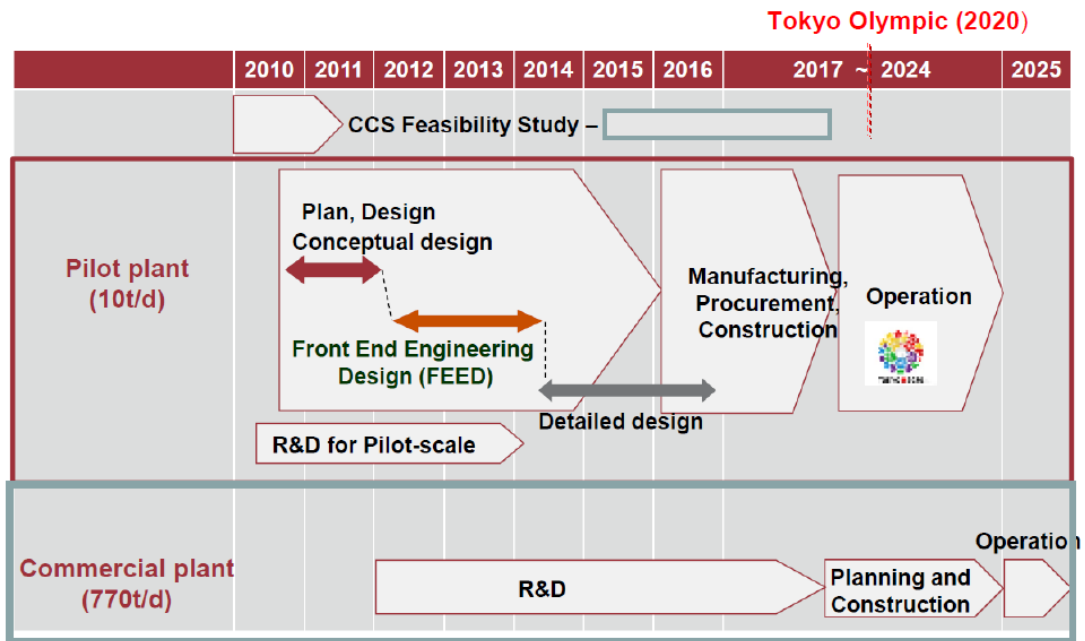 Tokyo Olympic (2020)
2010 2011 2012 2013 2014 2015 2016 2017 ~ 2024 2025
CCS Feasibility Study –
Pilot plant
(10t/d)
Plan, Design
Conceptual design
Front End Engineering
Design (FEED)
Detailed design
R&D for Pilot-scale
Manufacturing,
Procurement,
Construction
Operation
Commercial plant
(770t/d)
R&D
Planning and
Construction
Operation